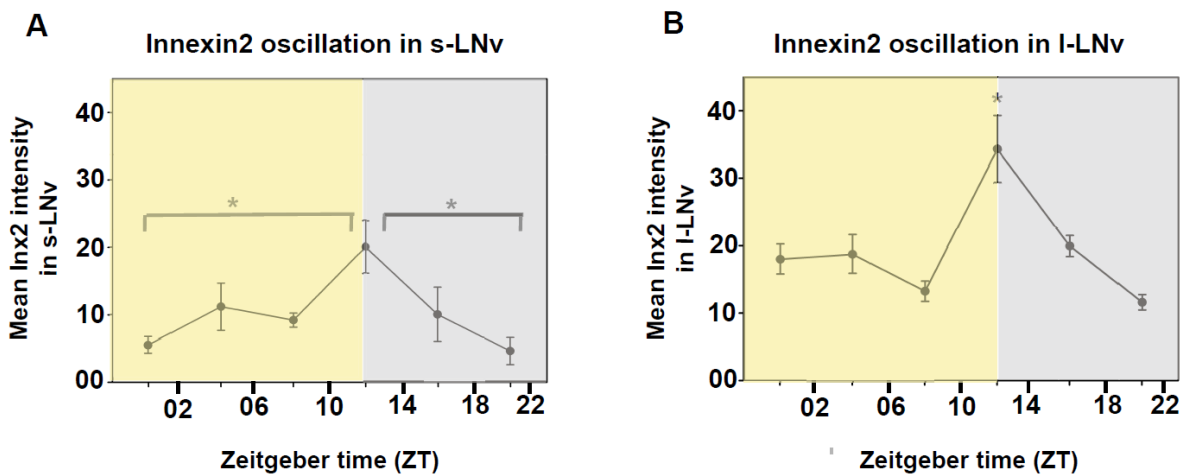 A
Innexin2 oscillation in s-LNv
Mean Inx2 intensity
in s-LNv
40
30
20
10
00
*
*
02 06 10 14 18 22
Zeitgeber time (ZT)
B
Innexin2 oscillation in l-LNv
Mean Inx2 intensity
in l-LNv
40
30
20
10
00
*
02 06 10 14 18 22
Zeitgeber time (ZT)